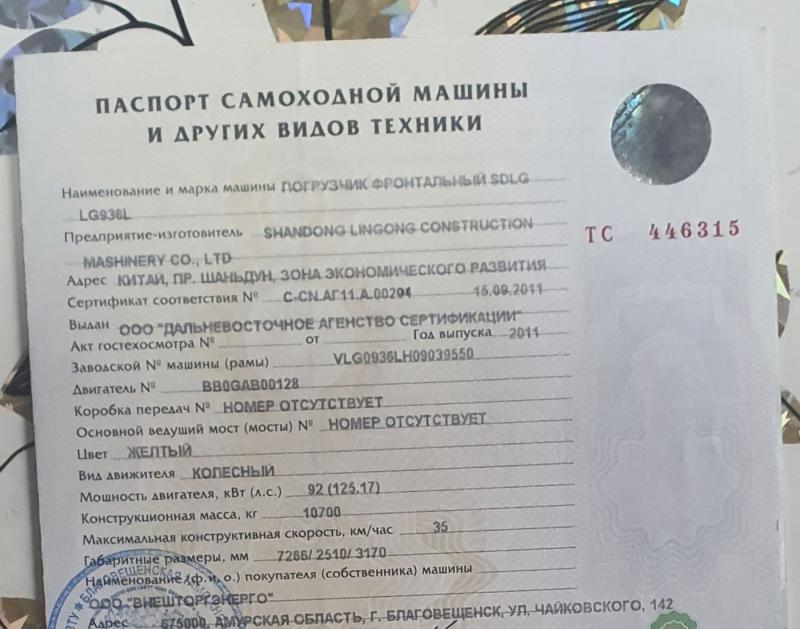 ПАСПОРТ САМОХОДНОЙ МАШИНЫ
И ДРУГИХ ВИДОВ ТЕХНИКИ
Наименование и марка машины ПОГРУЗЧИК ФРОНТАЛЬНЫЙ SDLG
LG936L
Предприятие-изготовитель SHANDONG LINGONG CONSTRUCTION
ТС 446315
MASHINERY CO., LTD
Адрес КИТАЙ, ПР. ШАНЬДУН, ЗОНА ЭКОНОМИЧЕСКОГО РАЗВИТИЯ
Сертификат соответствия № C-CN.АГ11.А.00204 15.09.2011
Выдан ООО "ДАЛЬНЕВОСТОЧНОЕ АГЕНСТВО СЕРТИФИКАЦИИ"
Акт гостехосмотра № от Год выпуска 2011
Заводской № машины (рамы) VLG0936LH09039550
Двигатель № BB0GAB00128
Коробка передач № НОМЕР ОТСУТСТВУЕТ
Основной ведущий мост (мосты) № НОМЕР ОТСУТСТВУЕТ
Цвет ЖЕЛТЫЙ
Вид движителя КОЛЕСНЫЙ
Мощность двигателя, кВт (л.с.) 92 (125.17)
Конструкционная масса, кг 10700
Максимальная конструктивная скорость, км/час 35
Габаритные размеры, мм 7266/ 2510/ 3170
Наименование (ф. и. о.) покупателя (собственника) машины
ООО "ВНЕШТОРГЭНЕРГО"
Адрес 675000, АМУРСКАЯ ОБЛАСТЬ, Г. БЛАГОВЕЩЕНСК, УЛ. ЧАЙКОВСКОГО, 142